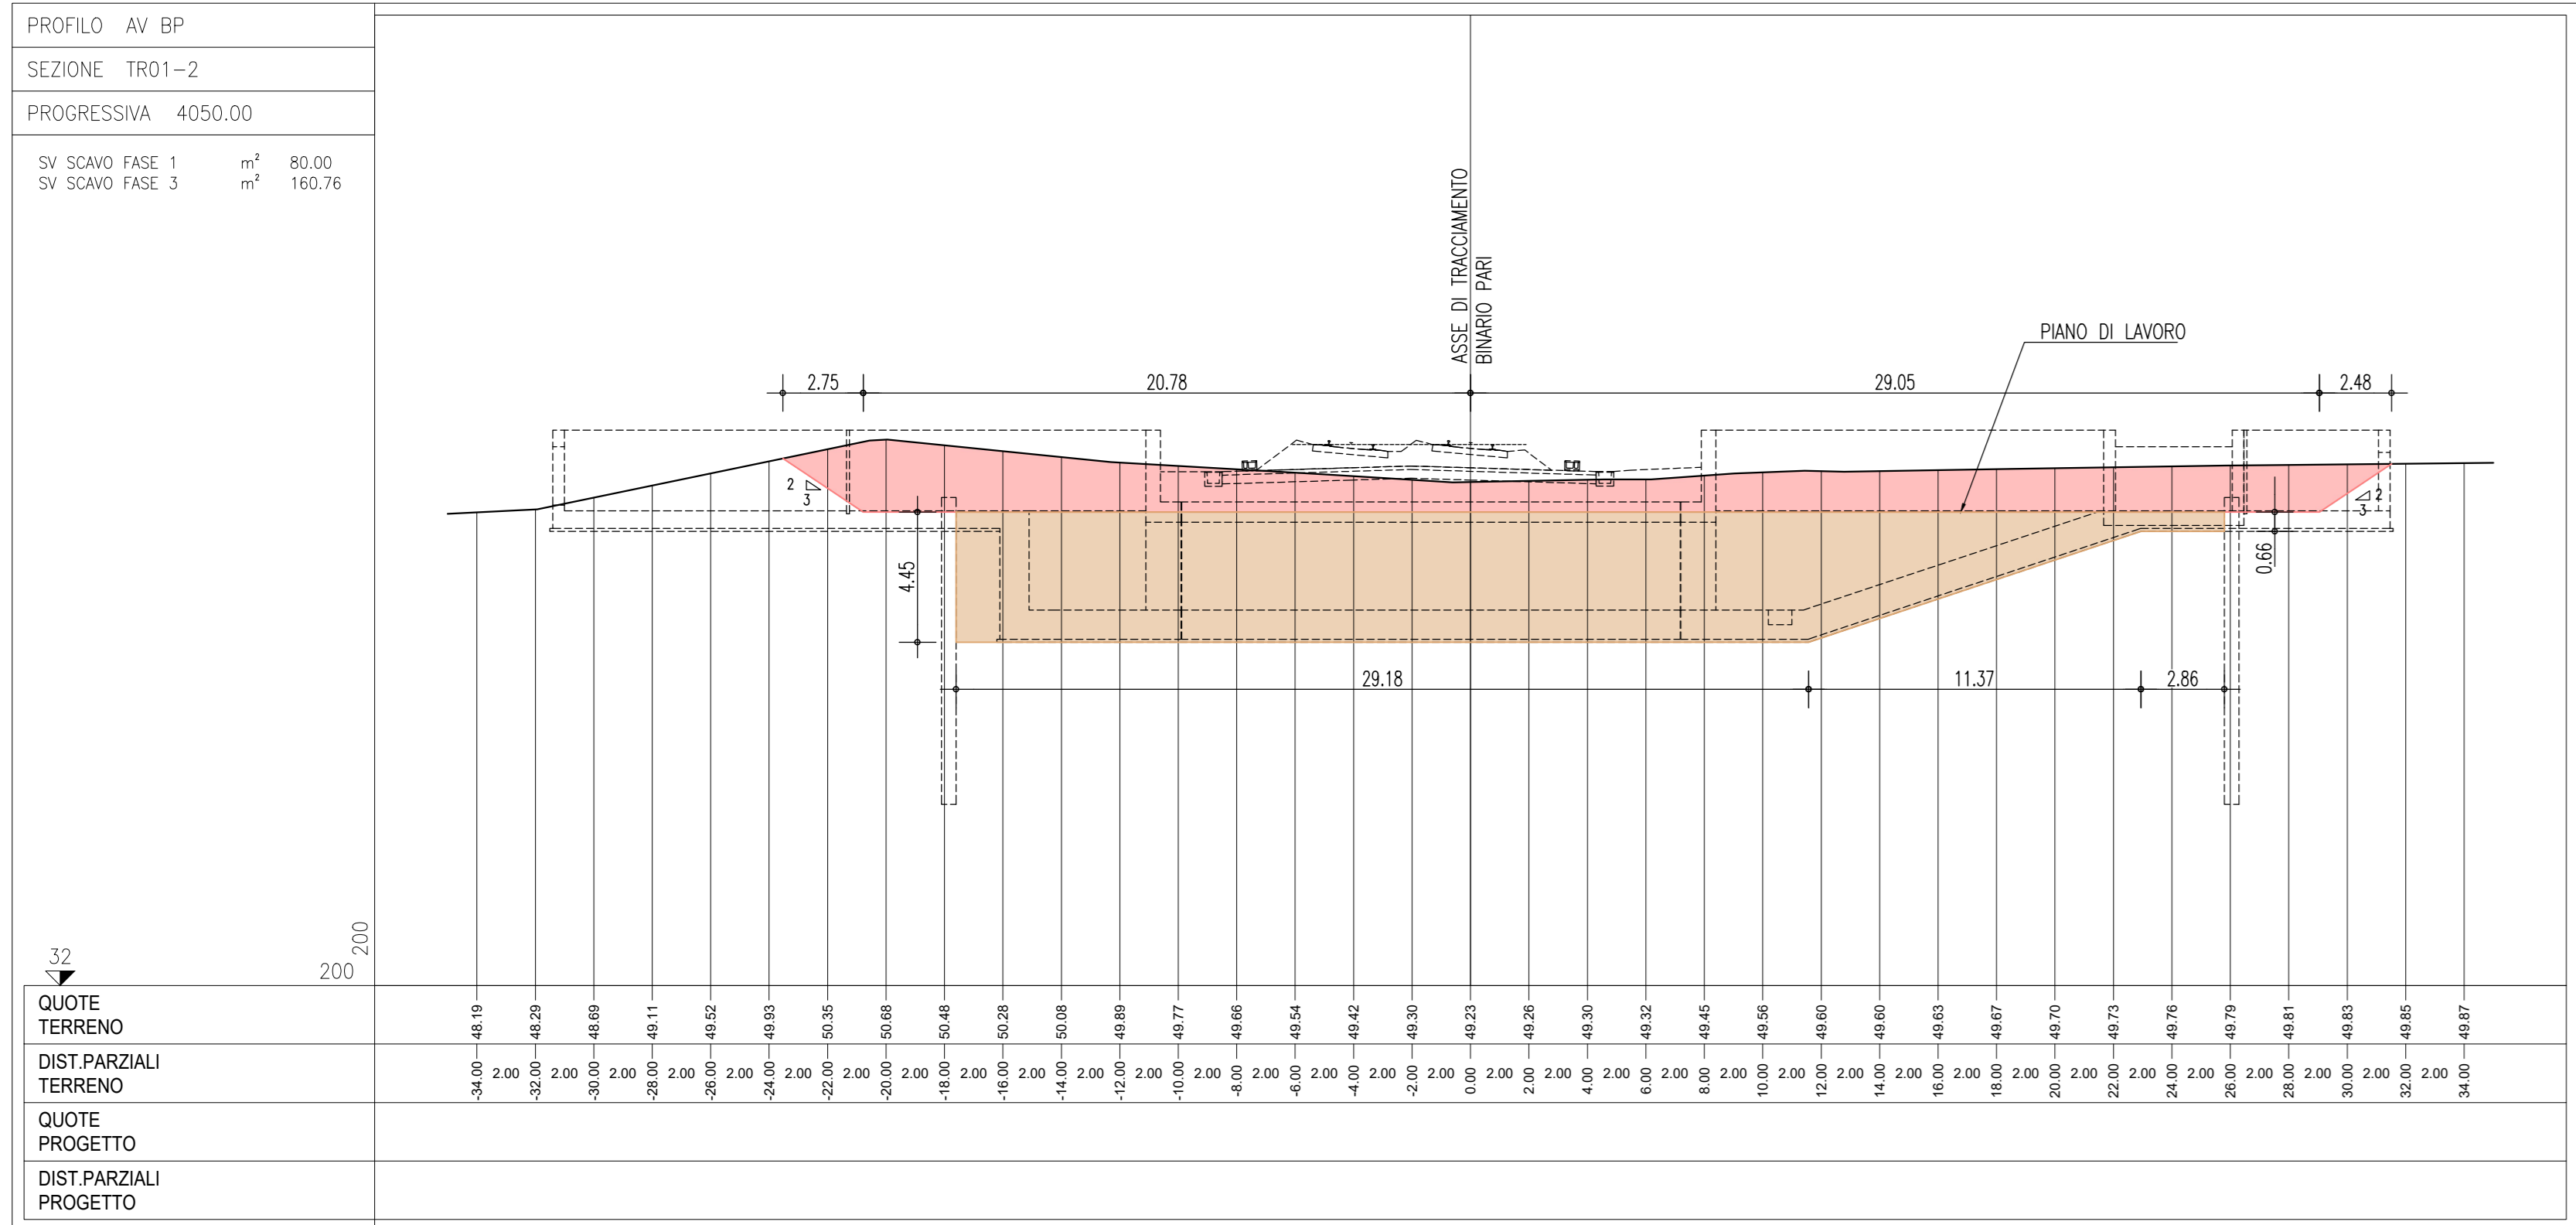 PROFILO AV BP
SEZIONE TR01-2
PROGRESSIVA 4050.00
SV SCAVO FASE 1 m² 80.00
SV SCAVO FASE 3 m² 160.76
ASSE DI TRACCIAMENTO
BINARIO PARI
PIANO DI LAVORO
2.75 20.78 29.05 2.48
2 3
2 3
4.45
0.66
29.18 11.37 2.86
32
200
200
QUOTE
TERRENO
48.19 48.29 48.69 49.11 49.52 49.93 50.35 50.68 50.48 50.28 50.08 49.89 49.77 49.66 49.54 49.42 49.30 49.23 49.26 49.30 49.32 49.45 49.56 49.60 49.60 49.63 49.67 49.70 49.73 49.76 49.79 49.81 49.83 49.85 49.87
DIST.PARZIALI
TERRENO
-34.00 2.00 -32.00 2.00 -30.00 2.00 -28.00 2.00 -26.00 2.00 -24.00 2.00 -22.00 2.00 -20.00 2.00 -18.00 2.00 -16.00 2.00 -14.00 2.00 -12.00 2.00 -10.00 2.00 -8.00 2.00 -6.00 2.00 -4.00 2.00 -2.00 2.00 0.00 2.00 2.00 2.00 4.00 2.00 6.00 2.00 8.00 2.00 10.00 2.00 12.00 2.00 14.00 2.00 16.00 2.00 18.00 2.00 20.00 2.00 22.00 2.00 24.00 2.00 26.00 2.00 28.00 2.00 30.00 2.00 32.00 2.00 34.00
QUOTE
PROGETTO
DIST.PARZIALI
PROGETTO